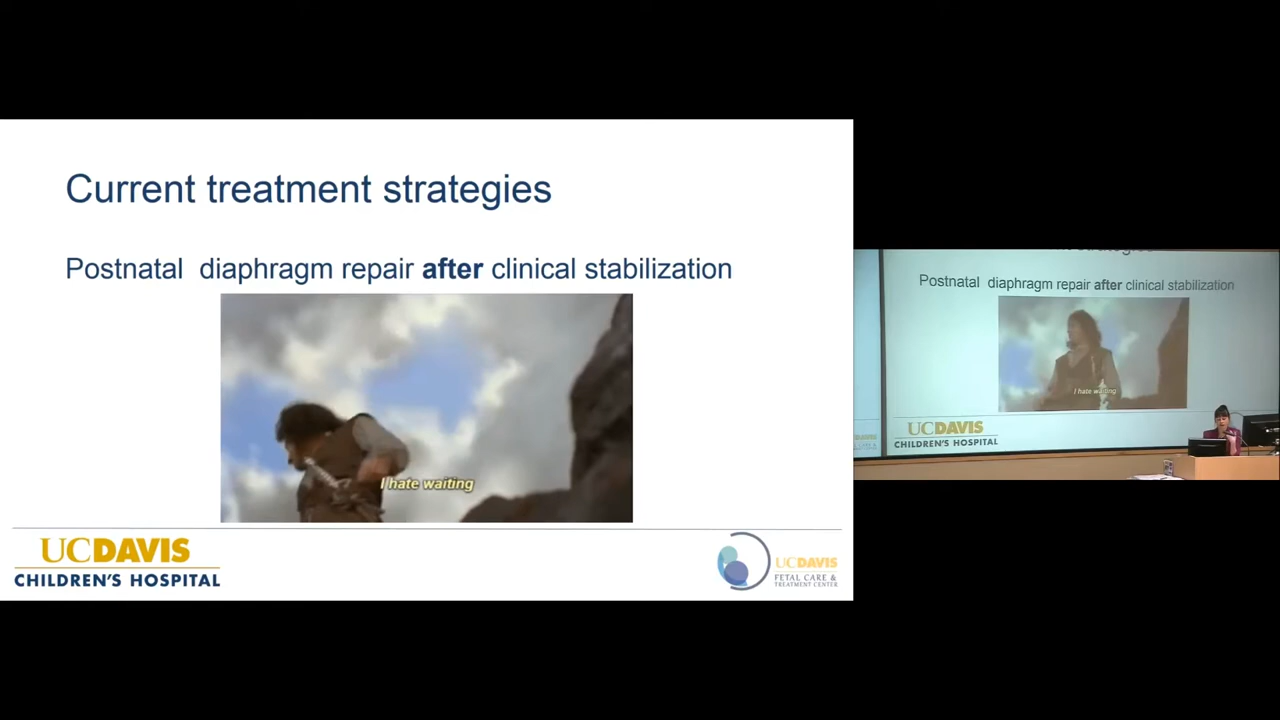 Current treatment strategies
Postnatal diaphragm repair after clinical stabilization
I hate waiting
UCDAVIS
CHILDREN'S HOSPITAL
UCDAVIS
FETAL CARE &
TREATMENT CENTER
Postnatal diaphragm repair after clinical stabilization
I hate waiting
UCDAVIS
CHILDREN'S HOSPITAL